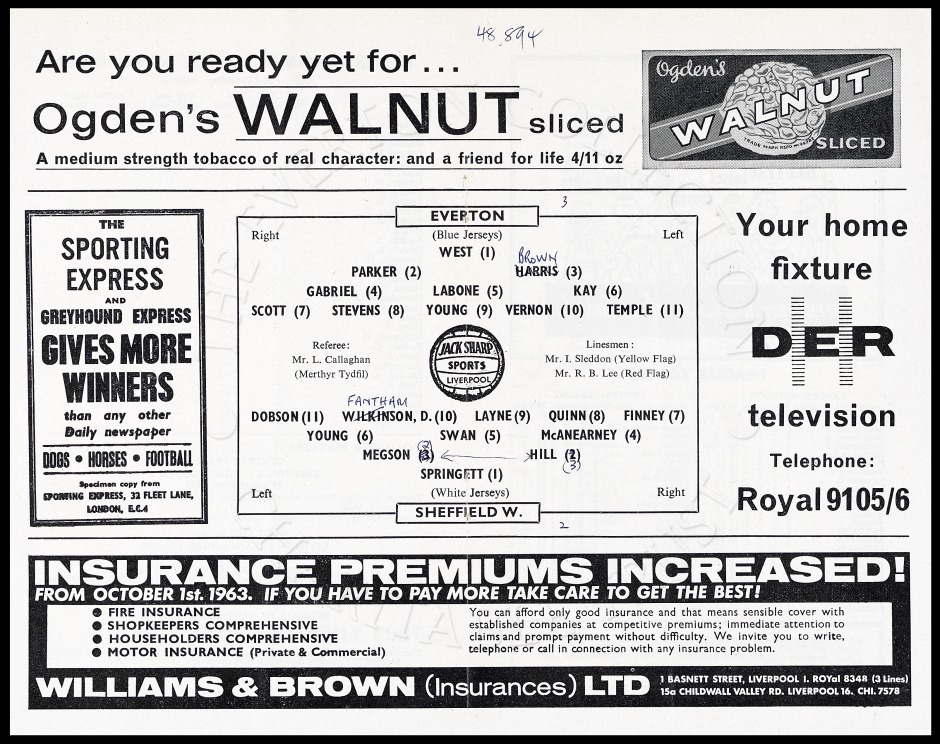 48,894
Are you ready yet for...
Ogden's WALNUT sliced
A medium strength tobacco of real character: and a friend for life 4/11 oz
Ogden's
WALNUT
TRADE MARK REGD
SLICED
THE
SPORTING
EXPRESS
AND
GREYHOUND EXPRESS
GIVES MORE
WINNERS
than any other
Daily newspaper
DOGS • HORSES • FOOTBALL
Specimen copy from
SPORTING EXPRESS, 32 FLEET LANE,
LONDON, E.C.4
3
EVERTON
Right (Blue Jerseys) Left
WEST (1)
BROWN
PARKER (2) HARRIS (3)
GABRIEL (4) LABONE (5) KAY (6)
SCOTT (7) STEVENS (8) YOUNG (9) VERNON (10) TEMPLE (11)
Referee:
Mr. L. Callaghan
(Merthyr Tydfil)
JACK SHARP
SPORTS
LIVERPOOL
Linesmen:
Mr. I. Sleddon (Yellow Flag)
Mr. R. B. Lee (Red Flag)
FANTHAM
DOBSON (11) WILKINSON, D. (10) LAYNE (9) QUINN (8) FINNEY (7)
YOUNG (6) SWAN (5) McANEARNEY (4)
(2)
MEGSON (3) HILL (2)
(3)
SPRINGETT (1)
Left (White Jerseys) Right
SHEFFIELD W.
2
Your home
fixture
DER
television
Telephone:
Royal 9105/6
INSURANCE PREMIUMS INCREASED!
FROM OCTOBER 1st. 1963. IF YOU HAVE TO PAY MORE TAKE CARE TO GET THE BEST!
• FIRE INSURANCE
• SHOPKEEPERS COMPREHENSIVE
• HOUSEHOLDERS COMPREHENSIVE
• MOTOR INSURANCE (Private & Commercial)
You can afford only good insurance and that means sensible cover with
established companies at competitive premiums; immediate attention to
claims and prompt payment without difficulty. We invite you to write,
telephone or call in connection with any insurance problem.
WILLIAMS & BROWN (Insurances) LTD
1 BASNETT STREET, LIVERPOOL 1. ROYal 8348 (3 Lines)
15a CHILDWALL VALLEY RD. LIVERPOOL 16. CHI. 7578